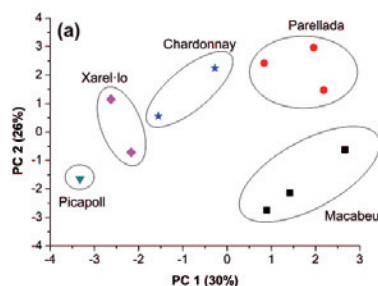 (a)
Chardonnay
Parellada
Xarel·lo
Picapoll
Macabeu
PC 2 (26%)
4
3
2
1
0
-1
-2
-3
-4
-4 -3 -2 -1 0 1 2 3
PC 1 (30%)